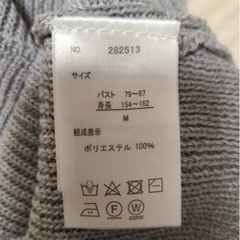 NO. 282513
サイズ
バスト 79~87
身長 154~162
M
組成表示
ポリエステル 100%